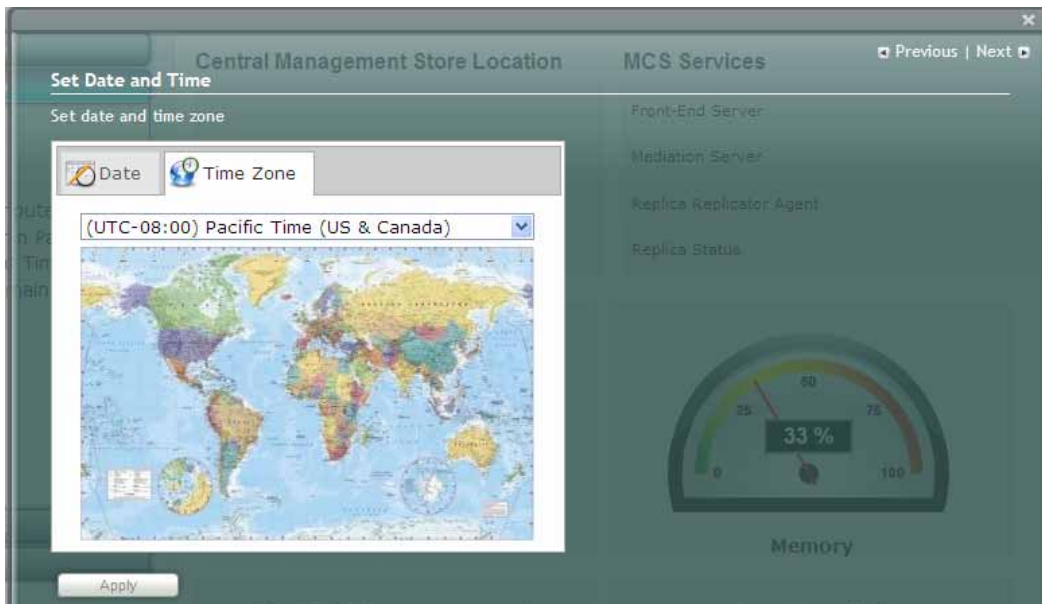 Central Management Store Location
MCS Services
Previous | Next
Set Date and Time
Set date and time zone
Front-End Server
Date
Time Zone
Mediation Server
(UTC-08:00) Pacific Time (US & Canada)
Replica Replicator Agent
Replica Status
0
25
50
75
100
33 %
Memory
Apply